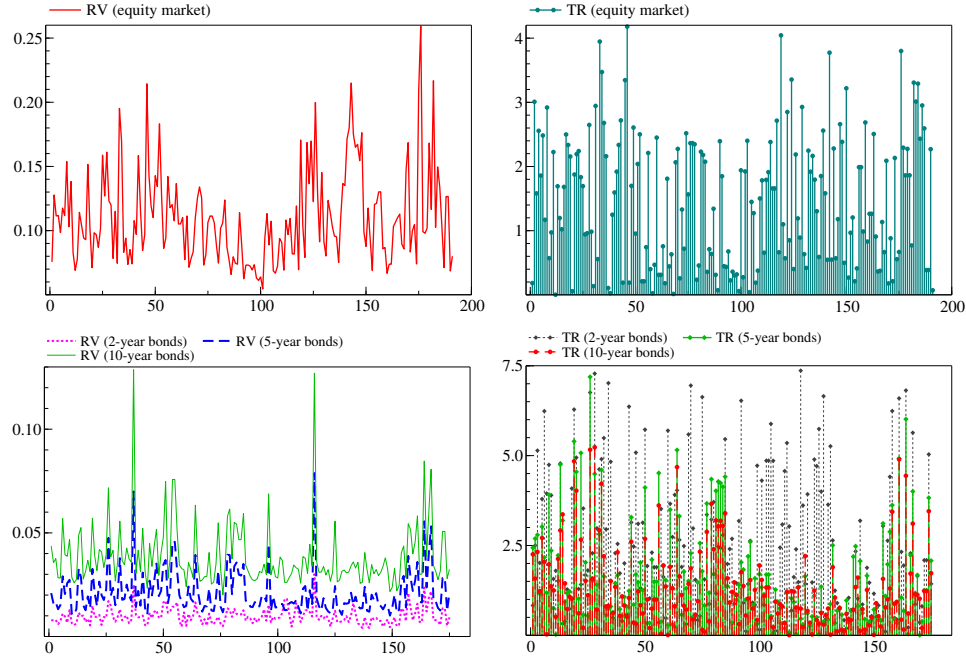 RV (equity market)
0.25
0.20
0.15
0.10
0 50 100 150 200
TR (equity market)
4
3
2
1
0 50 100 150 200
RV (2-year bonds) RV (5-year bonds)
RV (10-year bonds)
0.10
0.05
0 50 100 150
TR (2-year bonds) TR (5-year bonds)
TR (10-year bonds)
7.5
5.0
2.5
0 50 100 150